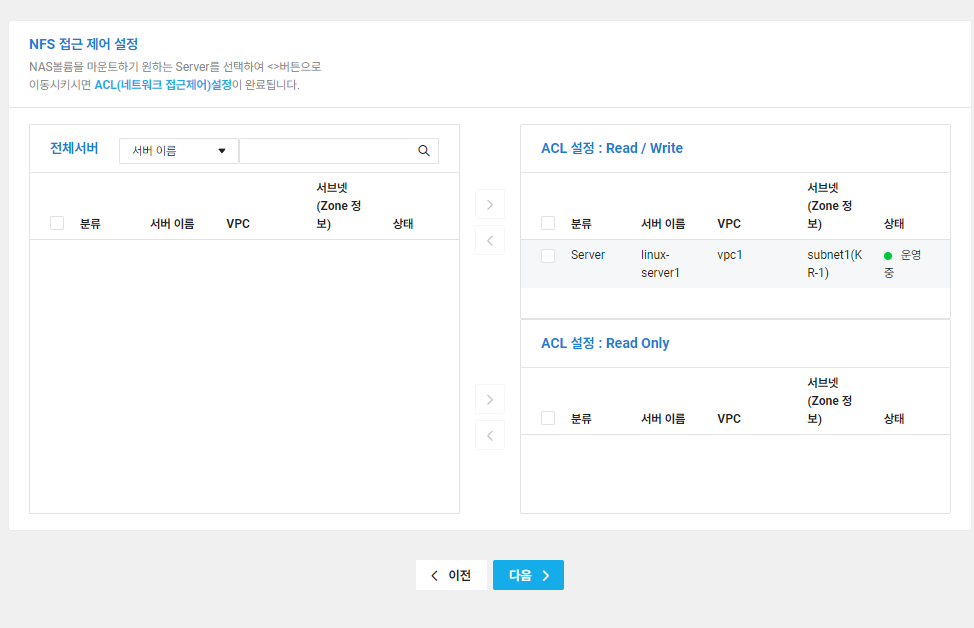 NFS 접근 제어 설정
NAS볼륨을 마운트하기 원하는 Server를 선택하여 <>버튼으로
이동시키시면 ACL(네트워크 접근제어)설정이 완료됩니다.
전체서버 서버 이름
분류 서버 이름 VPC 서브넷
(Zone 정
보) 상태
ACL 설정 : Read / Write
분류 서버 이름 VPC 서브넷
(Zone 정
보) 상태
Server linux- vpc1 subnet1(K 운영
server1 R-1) 중
ACL 설정 : Read Only
분류 서버 이름 VPC 서브넷
(Zone 정
보) 상태
이전 다음